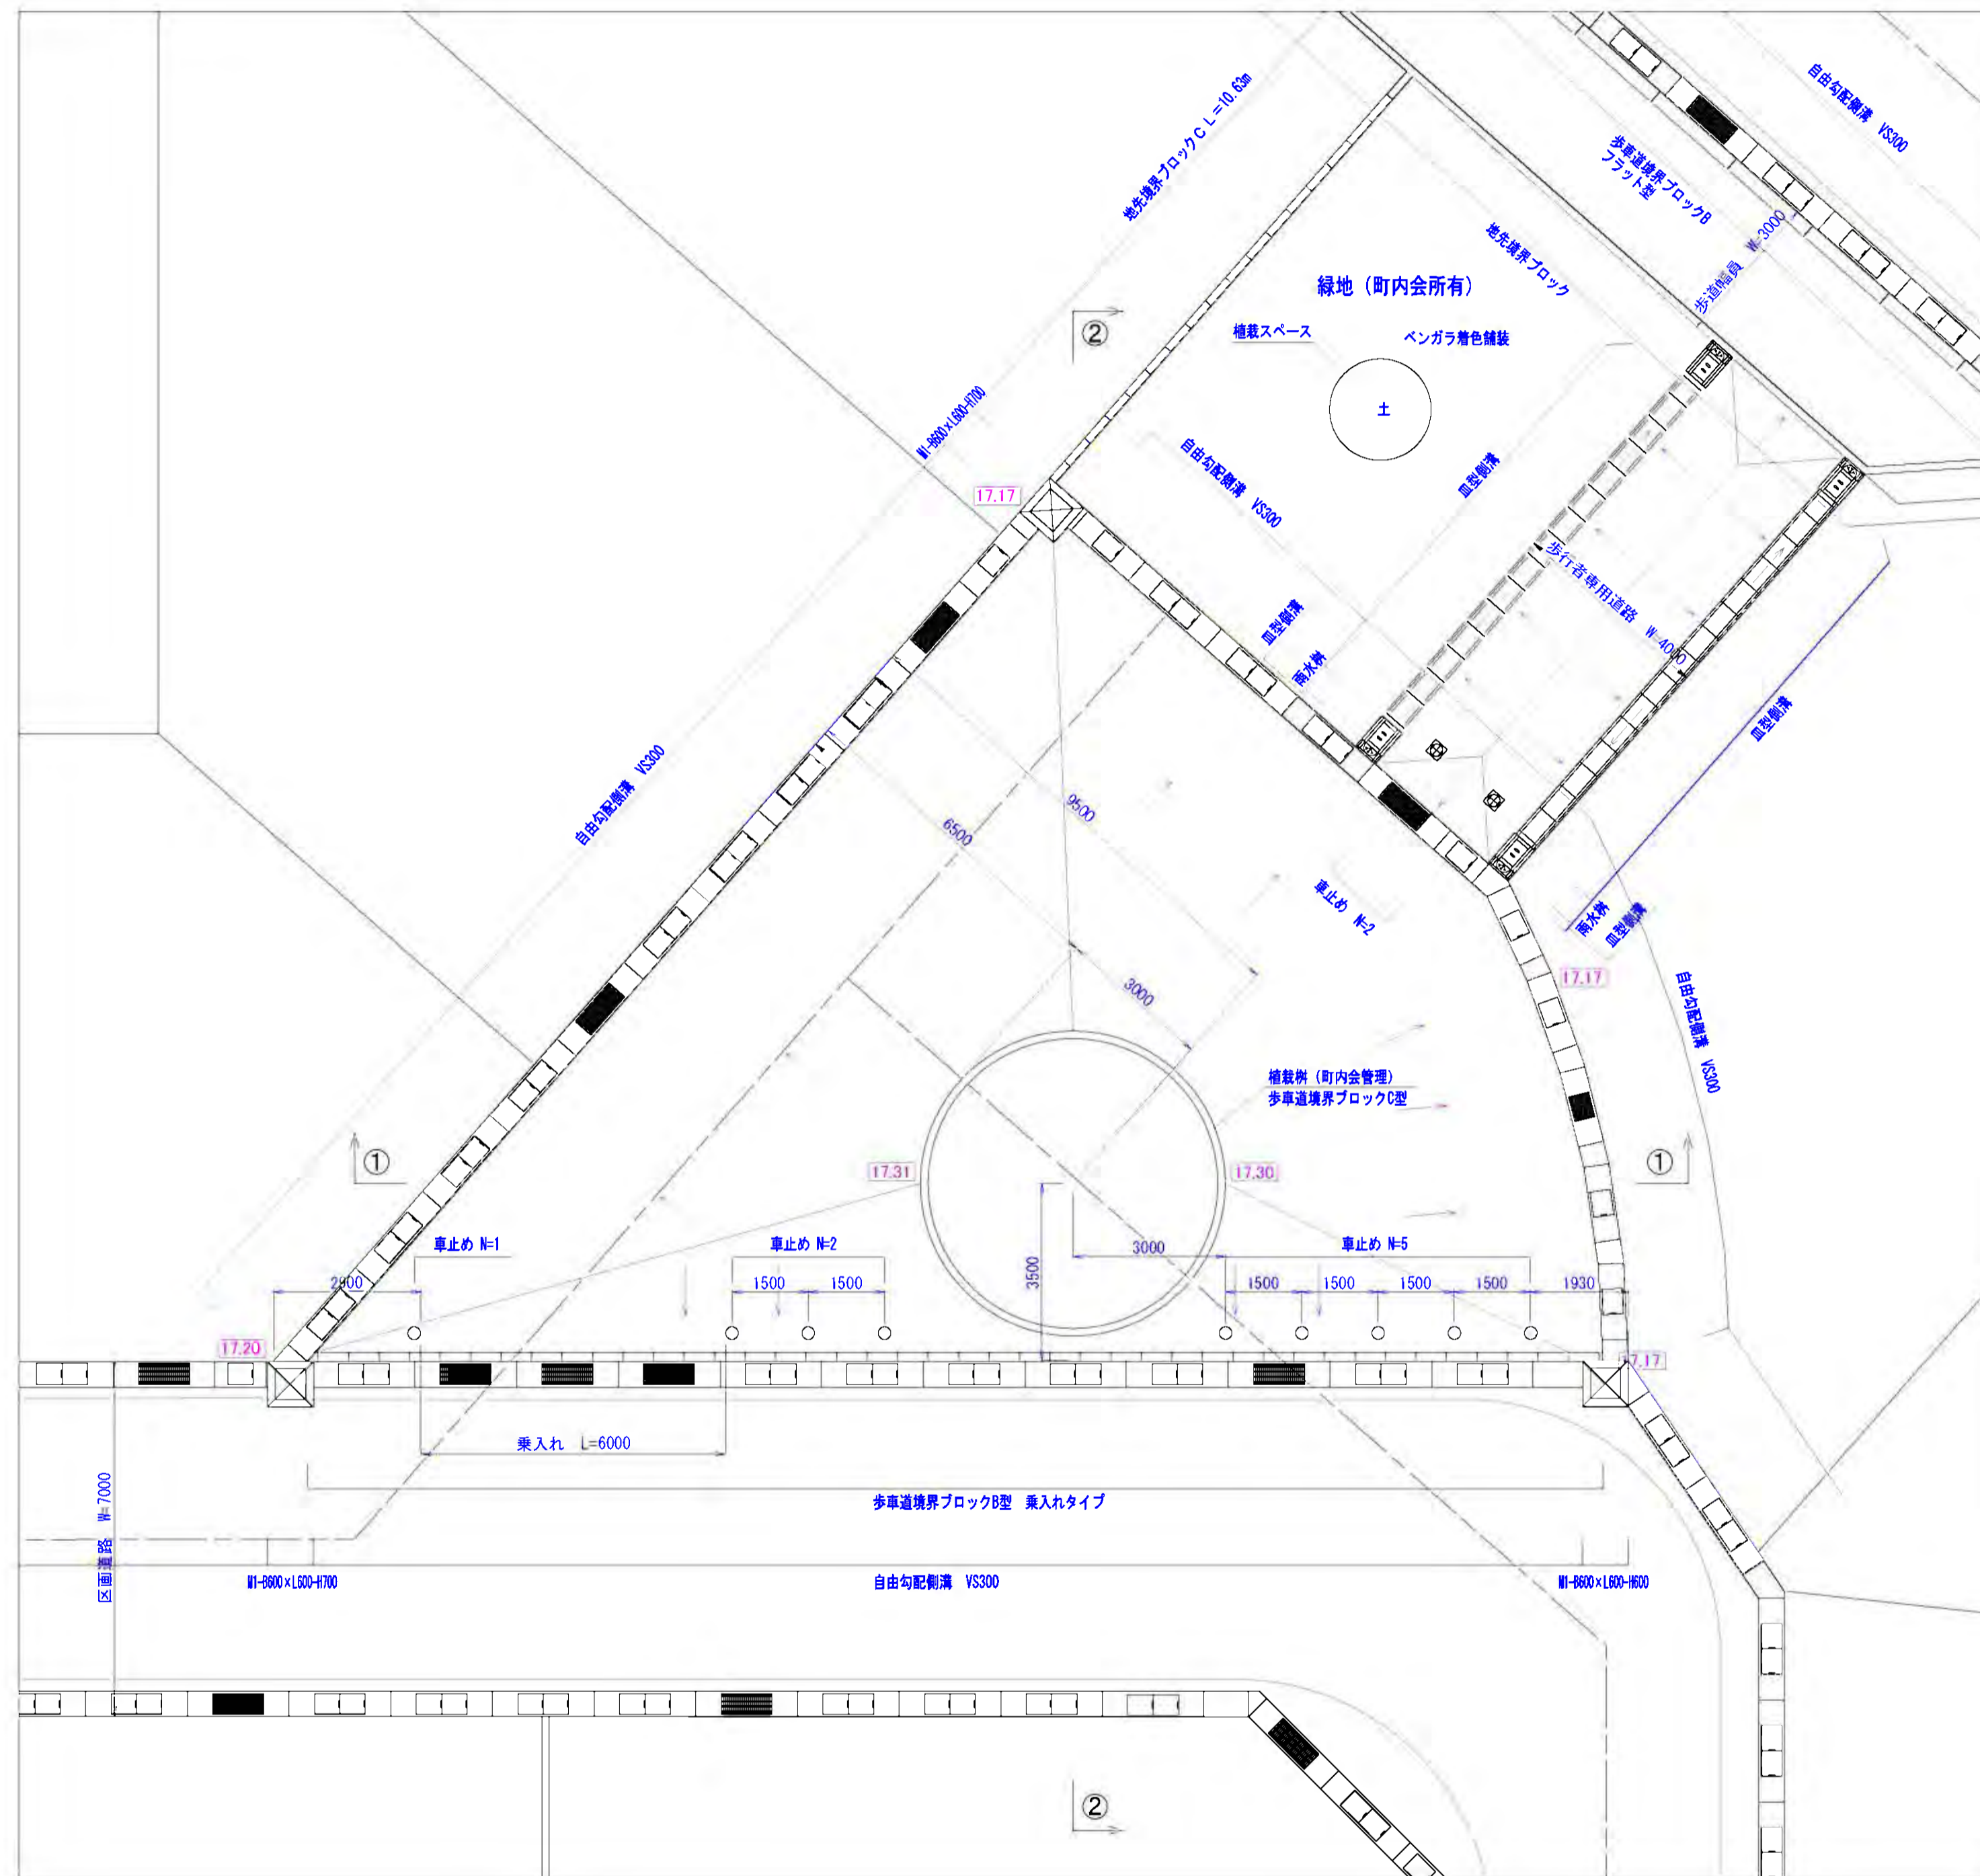 自由勾配側溝 VS300
地先境界ブロックC L=10.63m
歩車道境界ブロックB
フラット型
歩道幅員 W=3000
地先境界ブロック
緑地（町内会所有）
②
植栽スペース
ベンガラ着色舗装
土
M1-B600×L600-H700
自由勾配側溝 VS300
皿型側溝
17.17
歩行者専用道路 W=4000
皿型側溝
雨水桝
皿型側溝
自由勾配側溝 VS300
9500
6500
車止め N=2
雨水桝
皿型側溝
17.17
3000
自由勾配側溝 VS300
植栽桝（町内会管理）
歩車道境界ブロックC型
①
17.31
17.30
①
車止め N=1
車止め N=2
3000
車止め N=5
2900
1500
1500
3500
1500
1500
1500
1500
1930
17.20
17.17
乗入れ L=6000
区画道路 W=7000
歩車道境界ブロックB型 乗入れタイプ
M1-B600×L600-H700
自由勾配側溝 VS300
M1-B600×L600-H600
②